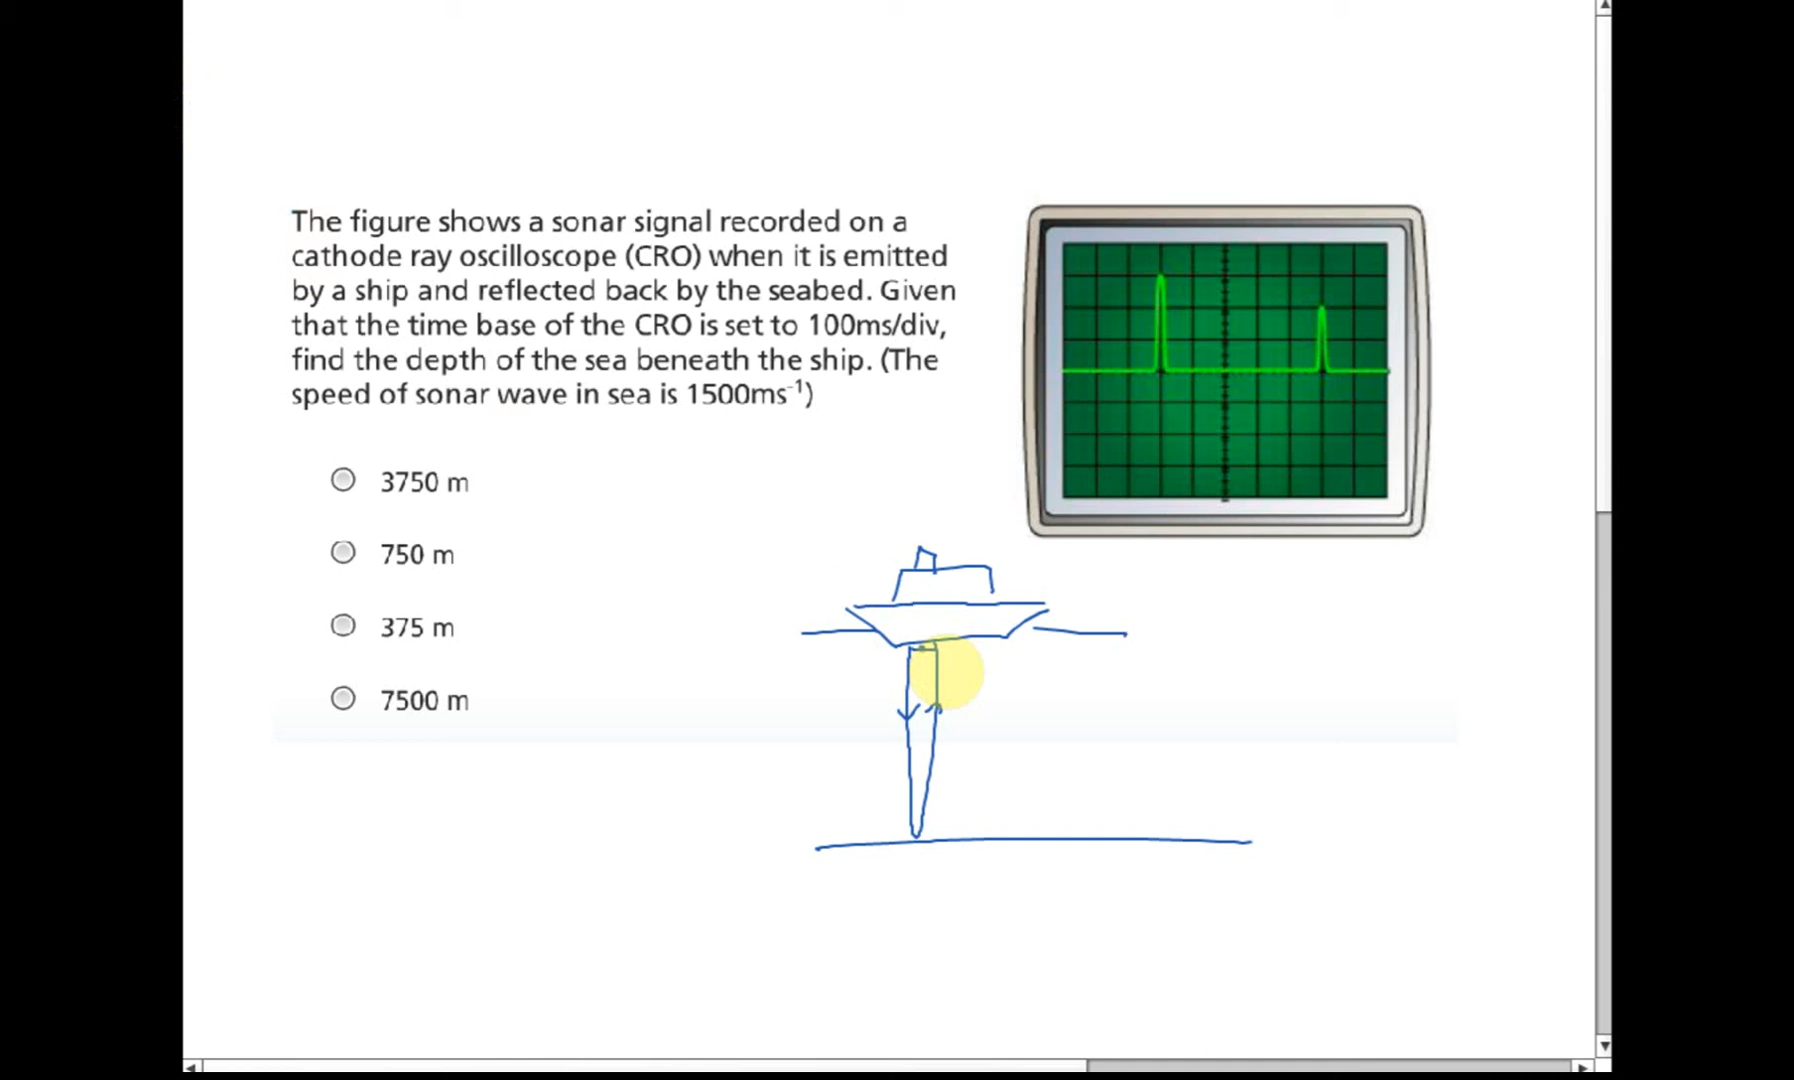 The figure shows a sonar signal recorded on a
cathode ray oscilloscope (CRO) when it is emitted
by a ship and reflected back by the seabed. Given
that the time base of the CRO is set to 100ms/div,
find the depth of the sea beneath the ship. (The
speed of sonar wave in sea is 1500ms⁻¹)
3750 m
750 m
375 m
7500 m